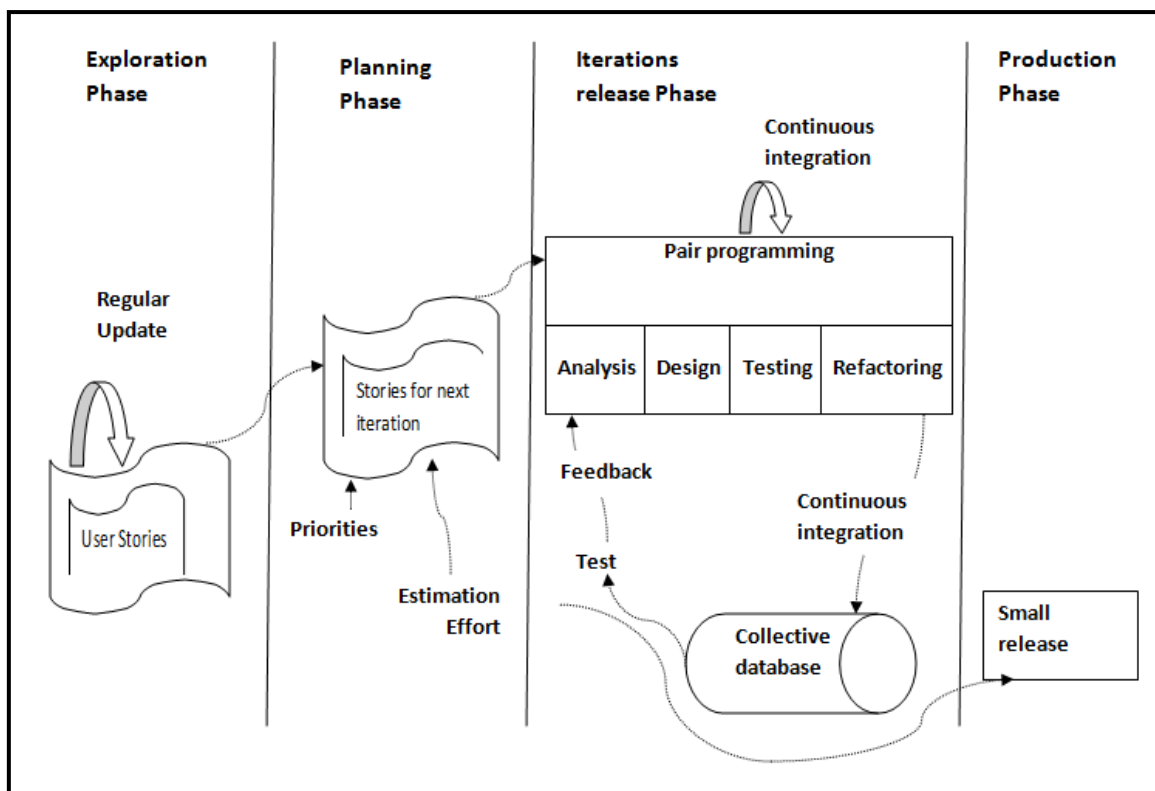 Exploration
Phase
Planning
Phase
Iterations
release Phase
Production
Phase
Regular
Update
User Stories
Stories for next
iteration
Priorities
Estimation
Effort
Continuous
integration
Pair programming
Analysis
Design
Testing
Refactoring
Feedback
Test
Continuous
integration
Collective
database
Small
release